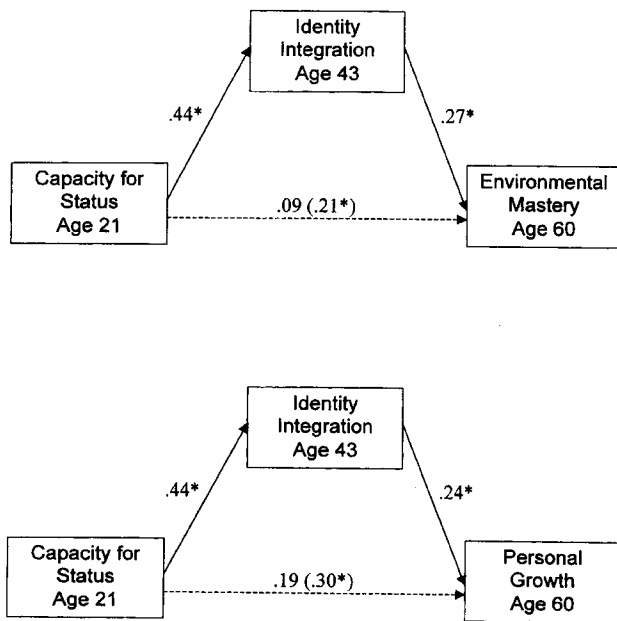 Identity
Integration
Age 43
.44*
.27*
Capacity for
Status
Age 21
.09 (.21*)
Environmental
Mastery
Age 60
Identity
Integration
Age 43
.44*
.24*
Capacity for
Status
Age 21
.19 (.30*)
Personal
Growth
Age 60